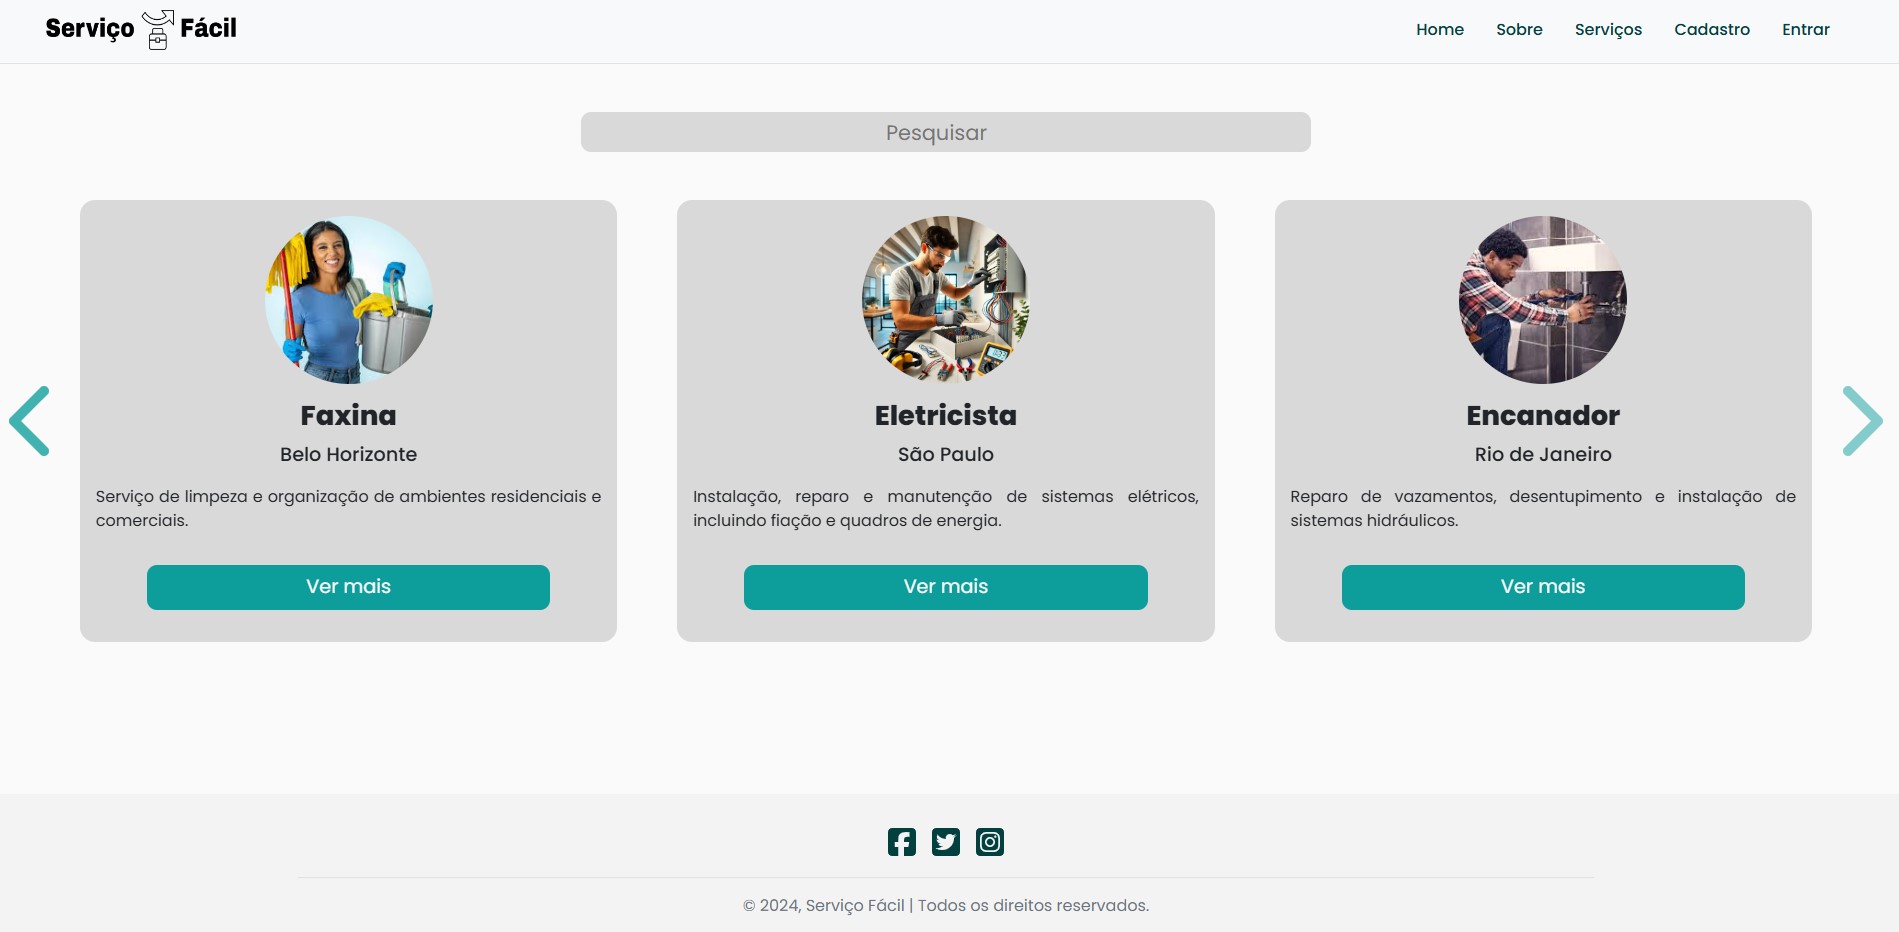 Serviço Fácil
Home Sobre Serviços Cadastro Entrar
Pesquisar
Faxina
Belo Horizonte
Serviço de limpeza e organização de ambientes residenciais e
comerciais.
Ver mais
Eletricista
São Paulo
Instalação, reparo e manutenção de sistemas elétricos,
incluindo fiação e quadros de energia.
Ver mais
Encanador
Rio de Janeiro
Reparo de vazamentos, desentupimento e instalação de
sistemas hidráulicos.
Ver mais
© 2024, Serviço Fácil | Todos os direitos reservados.